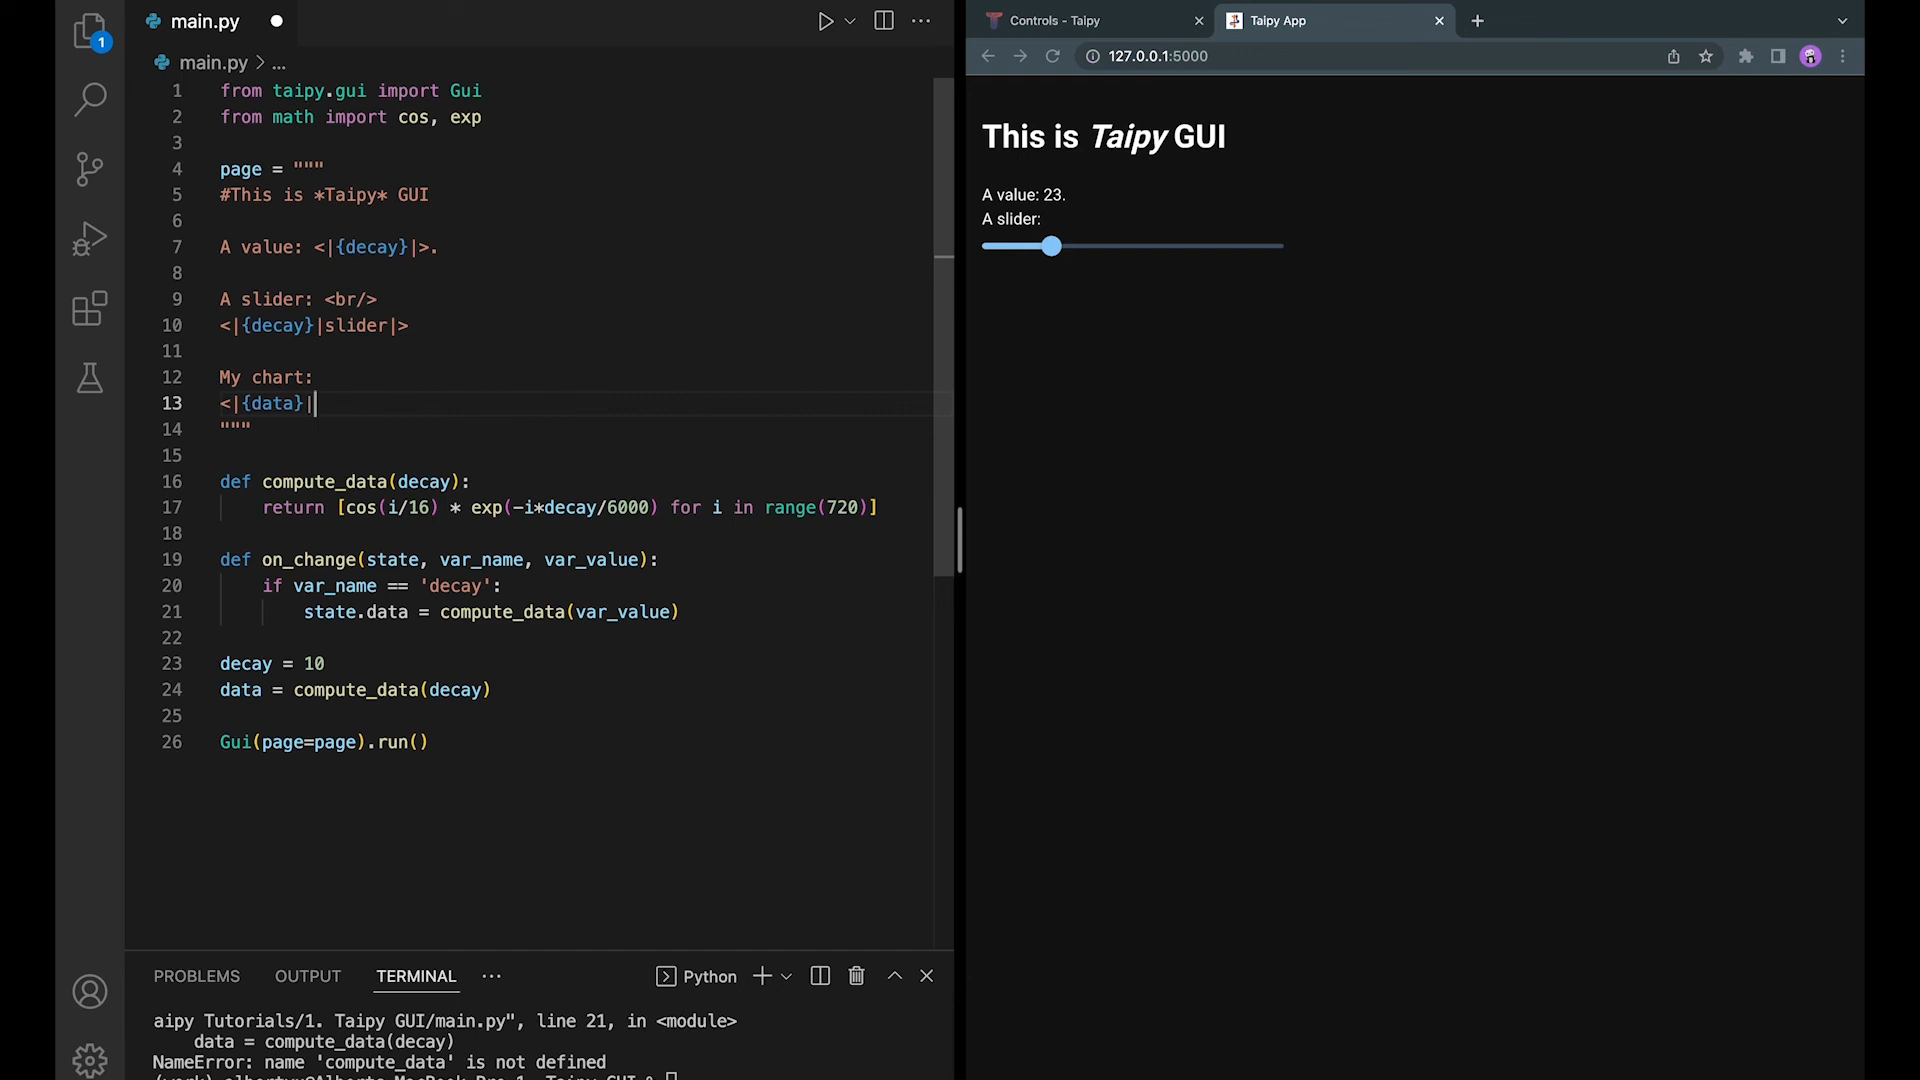 main.py
main.py > ...
1 from taipy.gui import Gui
2 from math import cos, exp
3
4 page = """
5 #This is *Taipy* GUI
6
7 A value: <|{decay}|>.
8
9 A slider: <br/>
10 <|{decay}|slider|>
11
12 My chart:
13 <|{data}|
14 """
15
16 def compute_data(decay):
17     return [cos(i/16) * exp(-i*decay/6000) for i in range(720)]
18
19 def on_change(state, var_name, var_value):
20     if var_name == 'decay':
21         state.data = compute_data(var_value)
22
23 decay = 10
24 data = compute_data(decay)
25
26 Gui(page=page).run()
1
PROBLEMS OUTPUT TERMINAL ... Python
aipy Tutorials/1. Taipy GUI/main.py", line 21, in <module>
    data = compute_data(decay)
NameError: name 'compute_data' is not defined
Controls - Taipy
Taipy App
127.0.0.1:5000
This is Taipy GUI
A value: 23.
A slider: